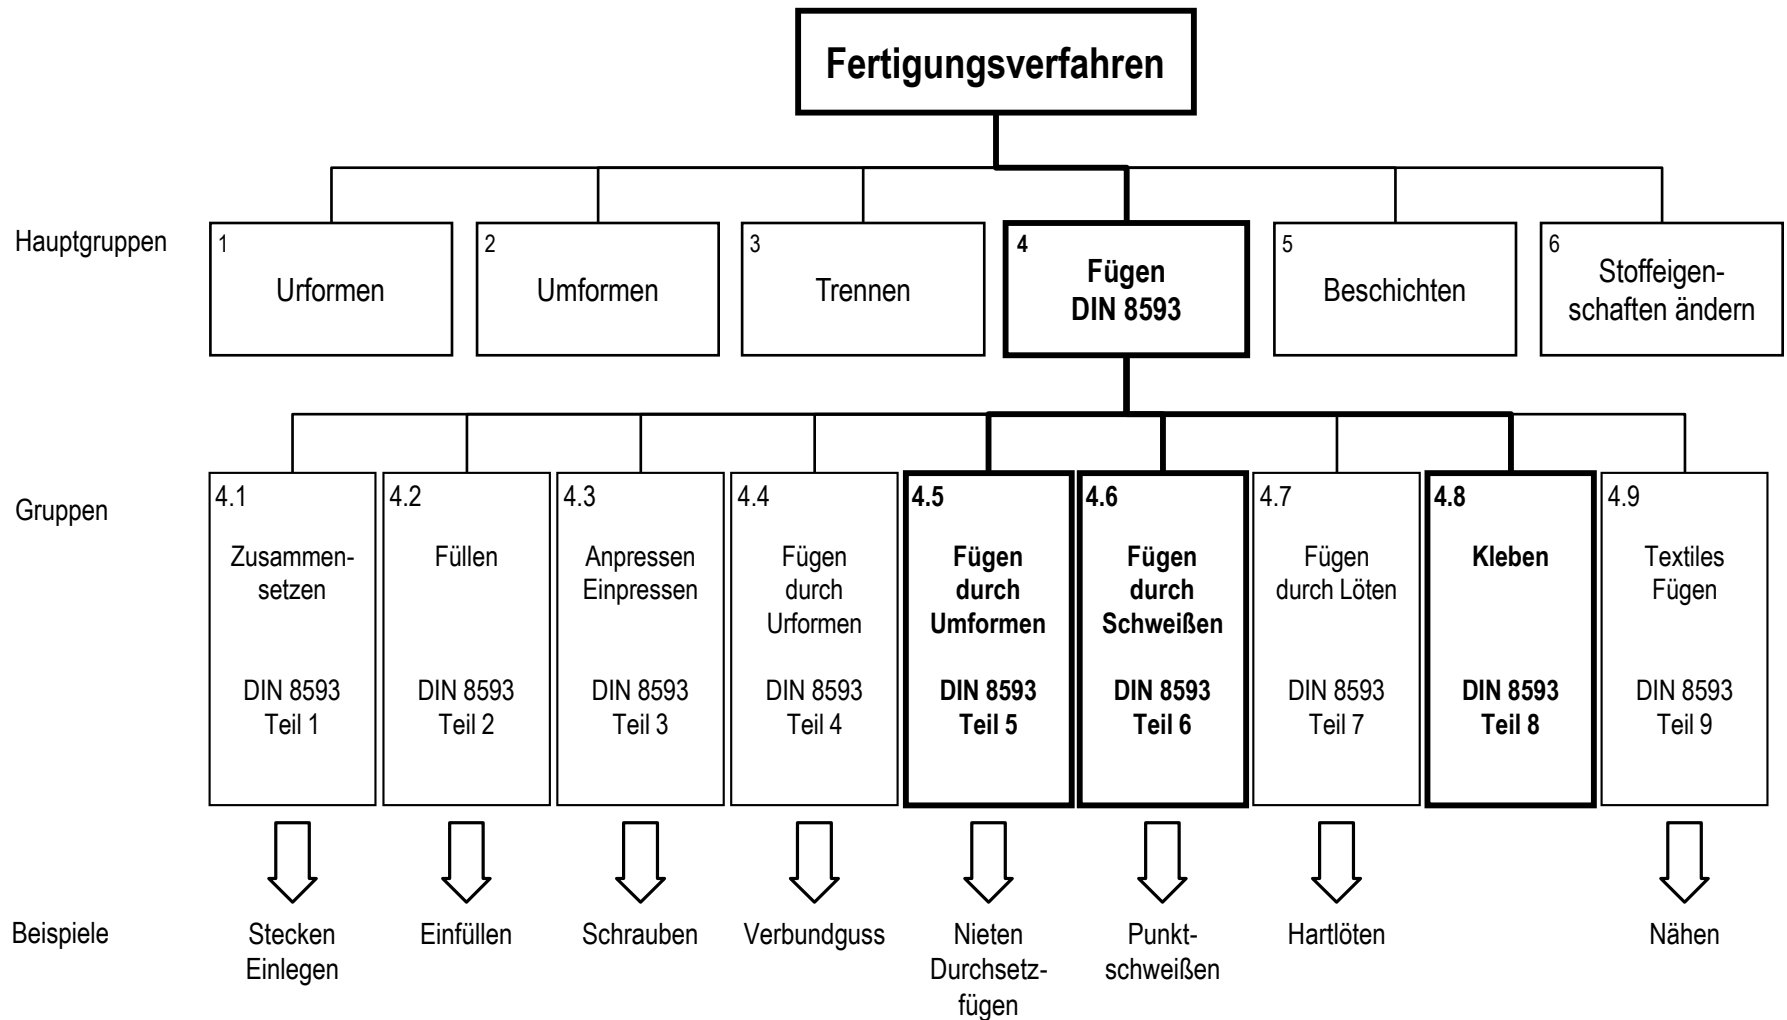 Fertigungsverfahren
Hauptgruppen
1
Urformen
2
Umformen
3
Trennen
4
Fügen
DIN 8593
5
Beschichten
6
Stoffeigen-
schaften ändern
Gruppen
4.1
Zusammen-
setzen
DIN 8593
Teil 1
4.2
Füllen
DIN 8593
Teil 2
4.3
Anpressen
Einpressen
DIN 8593
Teil 3
4.4
Fügen
durch
Urformen
DIN 8593
Teil 4
4.5
Fügen
durch
Umformen
DIN 8593
Teil 5
4.6
Fügen
durch
Schweißen
DIN 8593
Teil 6
4.7
Fügen
durch Löten
DIN 8593
Teil 7
4.8
Kleben
DIN 8593
Teil 8
4.9
Textiles
Fügen
DIN 8593
Teil 9
Beispiele
Stecken
Einlegen
Einfüllen
Schrauben
Verbundguss
Nieten
Durchsetz-
fügen
Punkt-
schweißen
Hartlöten
Nähen